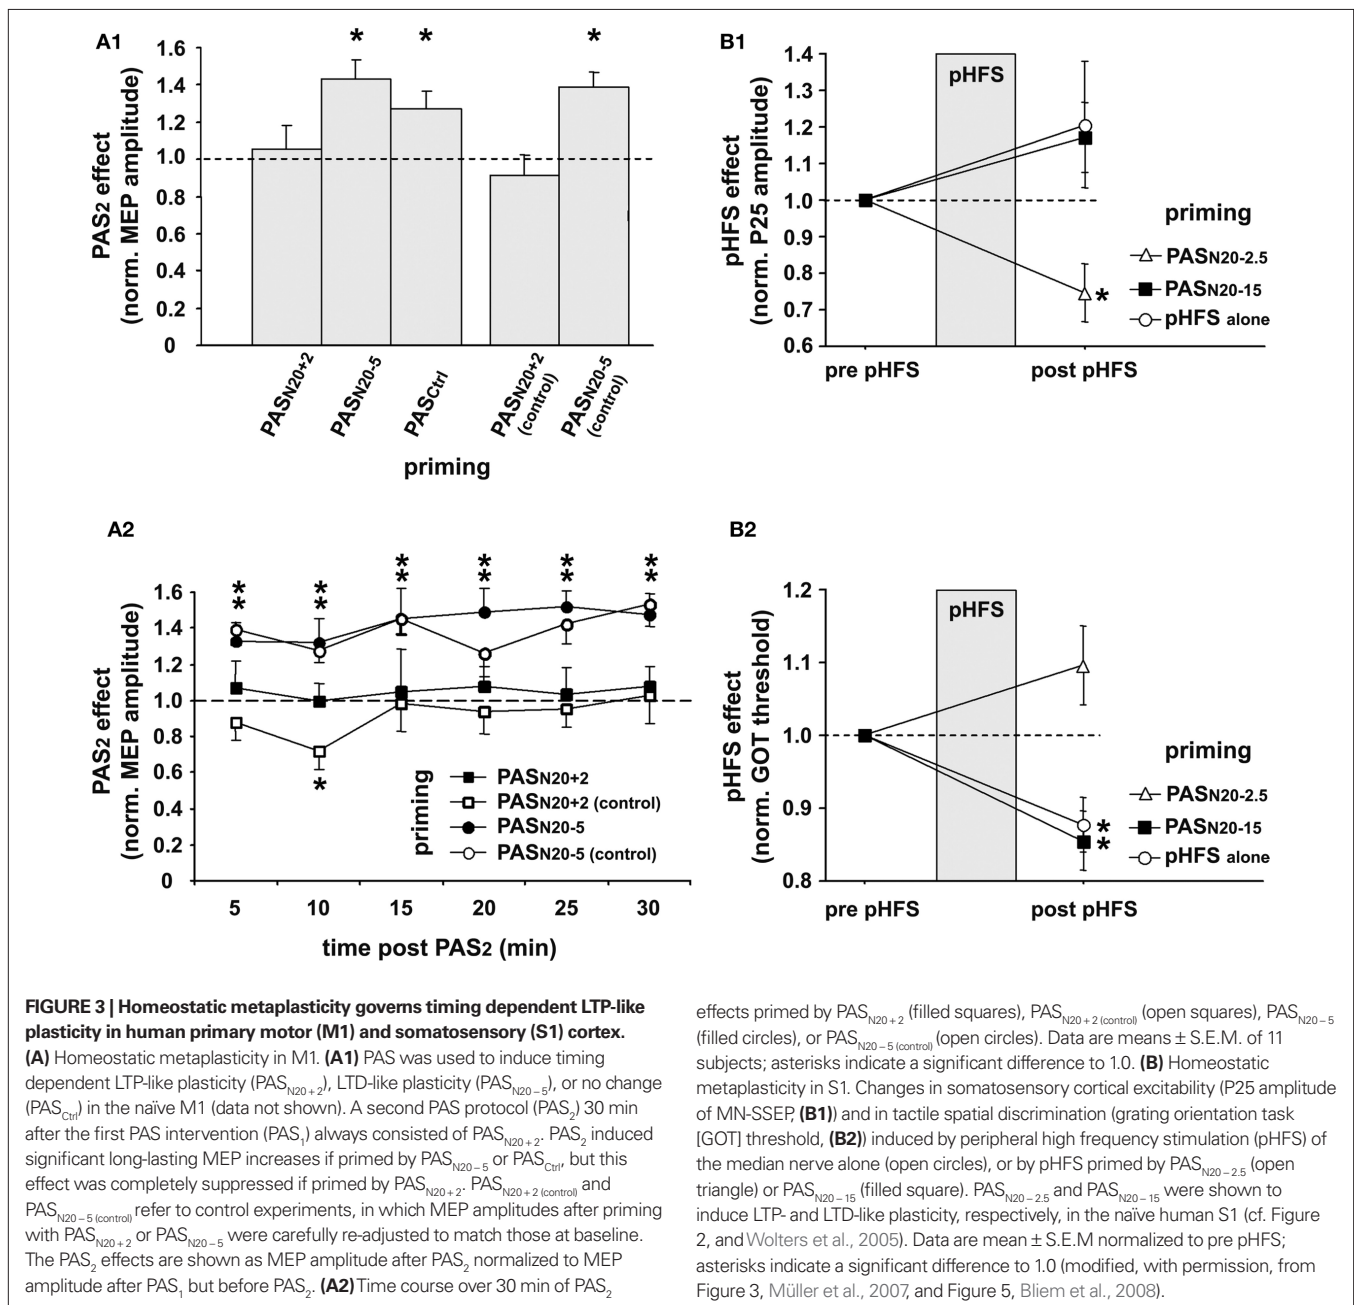 A1
1.6
1.4
1.2
1.0
0.8
0.6
0.4
0.2
0
PAS2 effect
(norm. MEP amplitude)
*
*
*
PASN20+2
PASN20-5
PASCtrl
PASN20+2
(control)
PASN20-5
(control)
priming
B1
1.4
1.3
1.2
1.1
1.0
0.9
0.8
0.7
0.6
pHFS effect
(norm. P25 amplitude)
pHFS
*
pre pHFS
post pHFS
priming
PASN20-2.5
PASN20-15
pHFS alone
A2
1.6
1.4
1.2
1.0
0.8
0.6
0.4
0.2
0
PAS2 effect
(norm. MEP amplitude)
* * * * * *
* * * * * *
*
priming
PASN20+2
PASN20+2 (control)
PASN20-5
PASN20-5 (control)
5 10 15 20 25 30
time post PAS2 (min)
B2
1.2
1.1
1.0
0.9
0.8
pHFS effect
(norm. GOT threshold)
pHFS
*
*
pre pHFS
post pHFS
priming
PASN20-2.5
PASN20-15
pHFS alone
FIGURE 3 | Homeostatic metaplasticity governs timing dependent LTP-like
plasticity in human primary motor (M1) and somatosensory (S1) cortex.
(A) Homeostatic metaplasticity in M1. (A1) PAS was used to induce timing
dependent LTP-like plasticity (PASN20+2), LTD-like plasticity (PASN20−5), or no change
(PASCtrl) in the naïve M1 (data not shown). A second PAS protocol (PAS2) 30 min
after the first PAS intervention (PAS1) always consisted of PASN20+2. PAS2 induced
significant long-lasting MEP increases if primed by PASN20−5 or PASCtrl, but this
effect was completely suppressed if primed by PASN20+2. PASN20+2 (control) and
PASN20−5 (control) refer to control experiments, in which MEP amplitudes after priming
with PASN20+2 or PASN20−5 were carefully re-adjusted to match those at baseline.
The PAS2 effects are shown as MEP amplitude after PAS2 normalized to MEP
amplitude after PAS1 but before PAS2. (A2) Time course over 30 min of PAS2
effects primed by PASN20+2 (filled squares), PASN20+2 (control) (open squares), PASN20−5
(filled circles), or PASN20−5 (control) (open circles). Data are means ± S.E.M. of 11
subjects; asterisks indicate a significant difference to 1.0. (B) Homeostatic
metaplasticity in S1. Changes in somatosensory cortical excitability (P25 amplitude
of MN-SSEP, (B1)) and in tactile spatial discrimination (grating orientation task
[GOT] threshold, (B2)) induced by peripheral high frequency stimulation (pHFS) of
the median nerve alone (open circles), or by pHFS primed by PASN20−2.5 (open
triangle) or PASN20−15 (filled square). PASN20−2.5 and PASN20−15 were shown to
induce LTP- and LTD-like plasticity, respectively, in the naïve human S1 (cf. Figure
2, and Wolters et al., 2005). Data are mean ± S.E.M normalized to pre pHFS;
asterisks indicate a significant difference to 1.0 (modified, with permission, from
Figure 3, Müller et al., 2007, and Figure 5, Bliem et al., 2008).